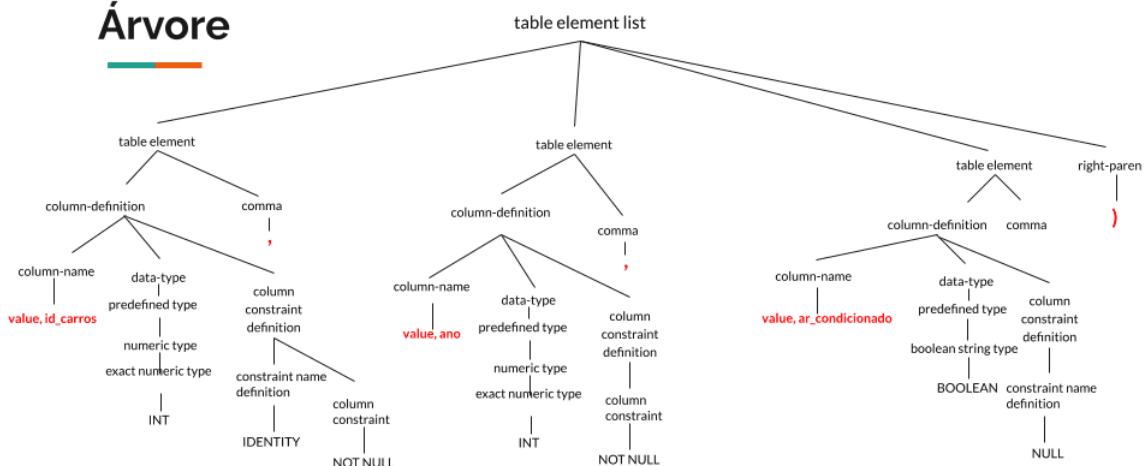 Árvore
table element list
table element
column-definition
comma
,
column-name
value, id_carros
data-type
predefined type
numeric type
exact numeric type
INT
column
constraint
definition
constraint name
definition
IDENTITY
column
constraint
NOT NULL
table element
column-definition
comma
,
column-name
value, ano
data-type
predefined type
numeric type
exact numeric type
INT
column
constraint
definition
column
constraint
NOT NULL
table element
column-definition
comma
column-name
value, ar_condicionado
data-type
predefined type
boolean string type
BOOLEAN
column
constraint
definition
constraint name
definition
NULL
right-paren
)